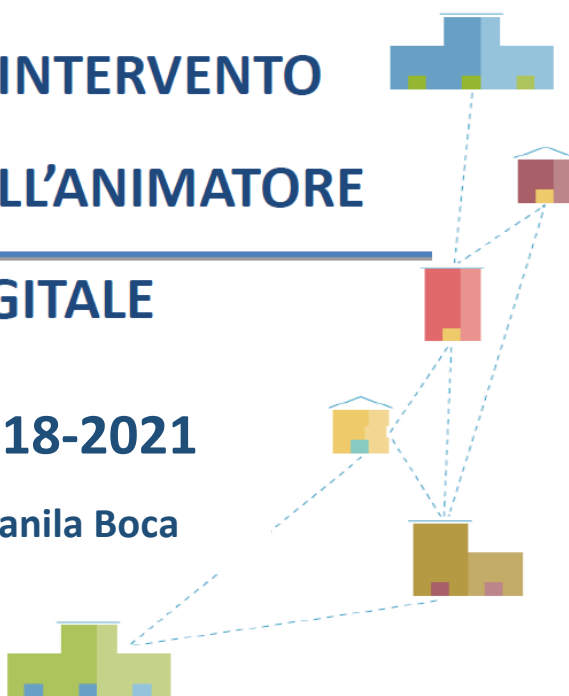 INTERVENTO
LL’ANIMATORE
GITALE
18-2021
anila Boca